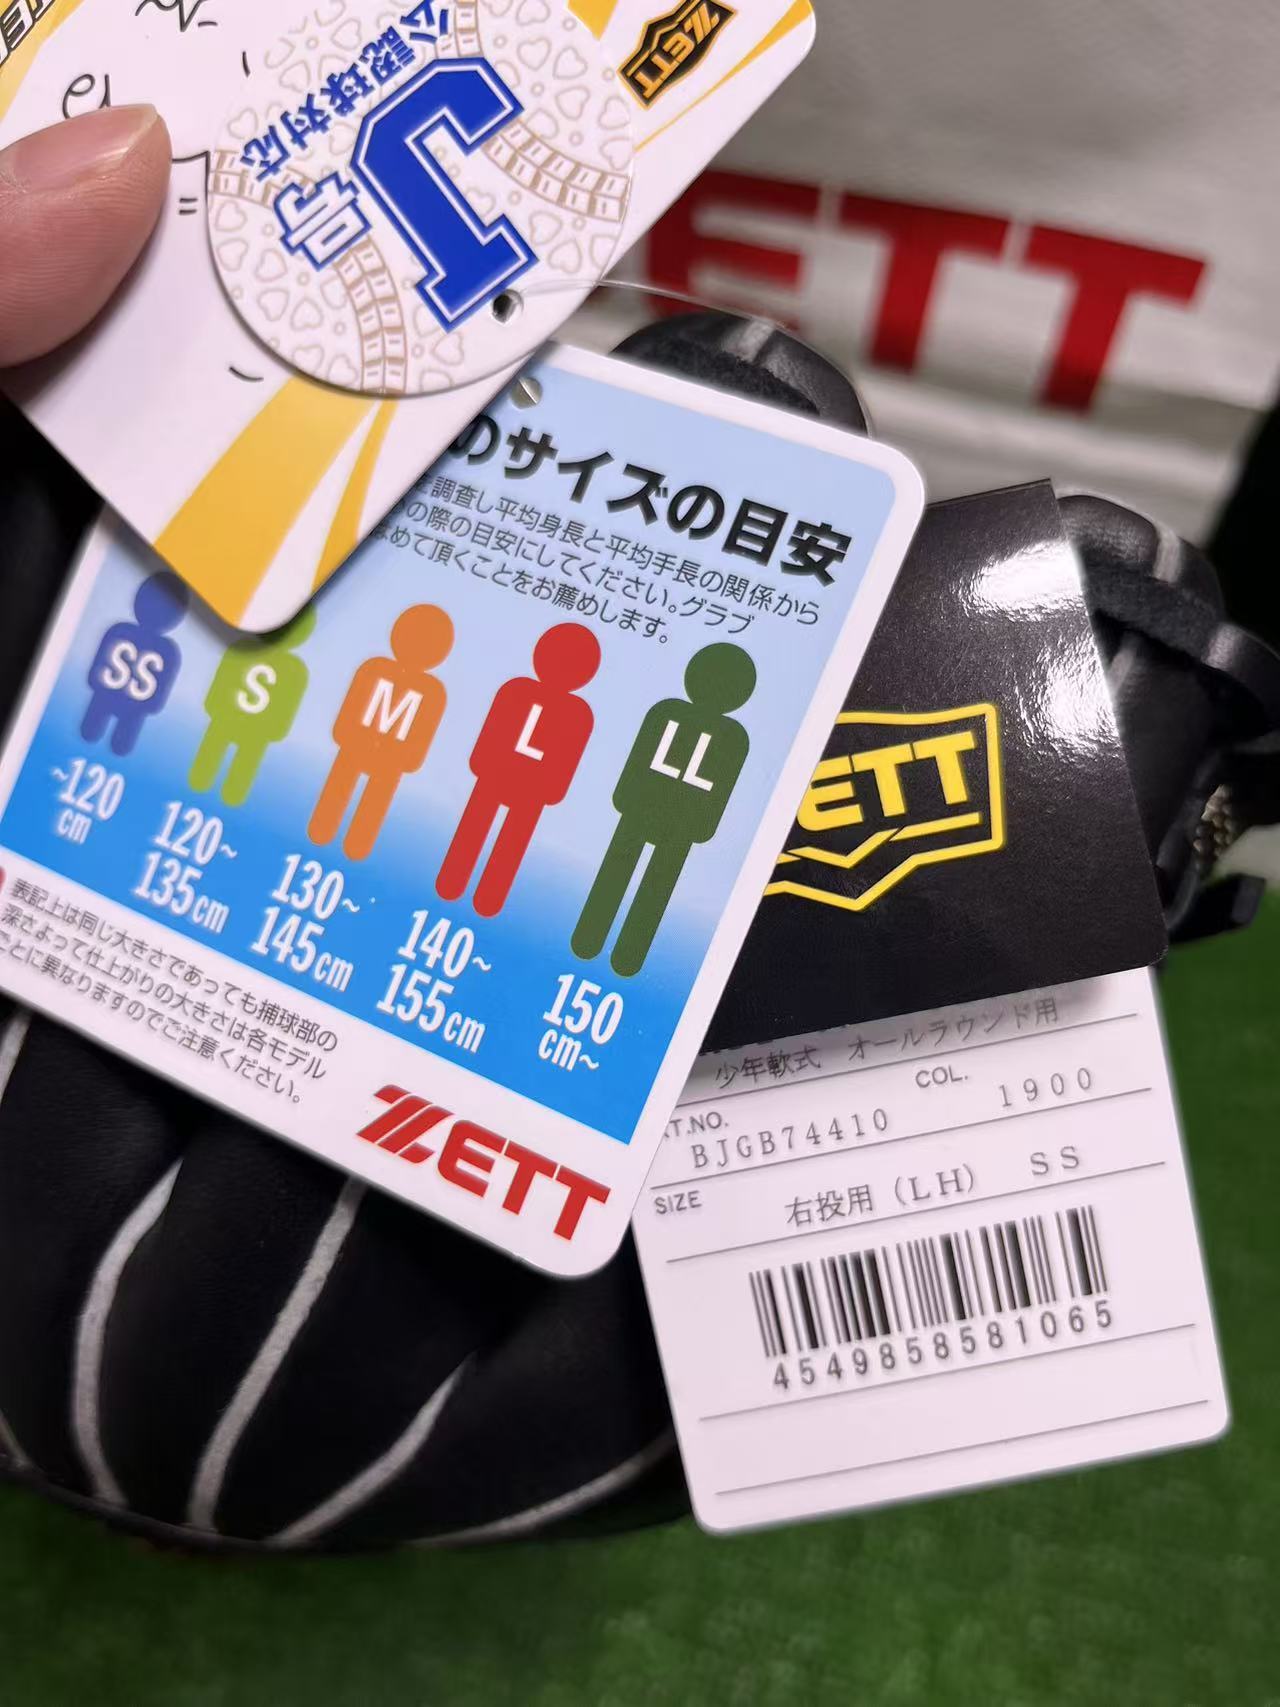 ZETT
公認球対応
J号
ETT
のサイズの目安
調査し平均身長と平均手長の関係から
の際の目安にしてください。グラブ
めて頂くことをお薦めします。
SS
S
M
L
LL
~120
cm
120~
135cm
130~
145cm
140~
155cm
150
cm~
表記上は同じ大きさであっても捕球部の
深さよって仕上がりの大きさは各モデル
ごとに異なりますのでご注意ください。
ZETT
ETT
少年軟式 オールラウンド用
T.NO. COL.
BJGB74410 1900
SIZE
右投用(LH) SS
4549858581065